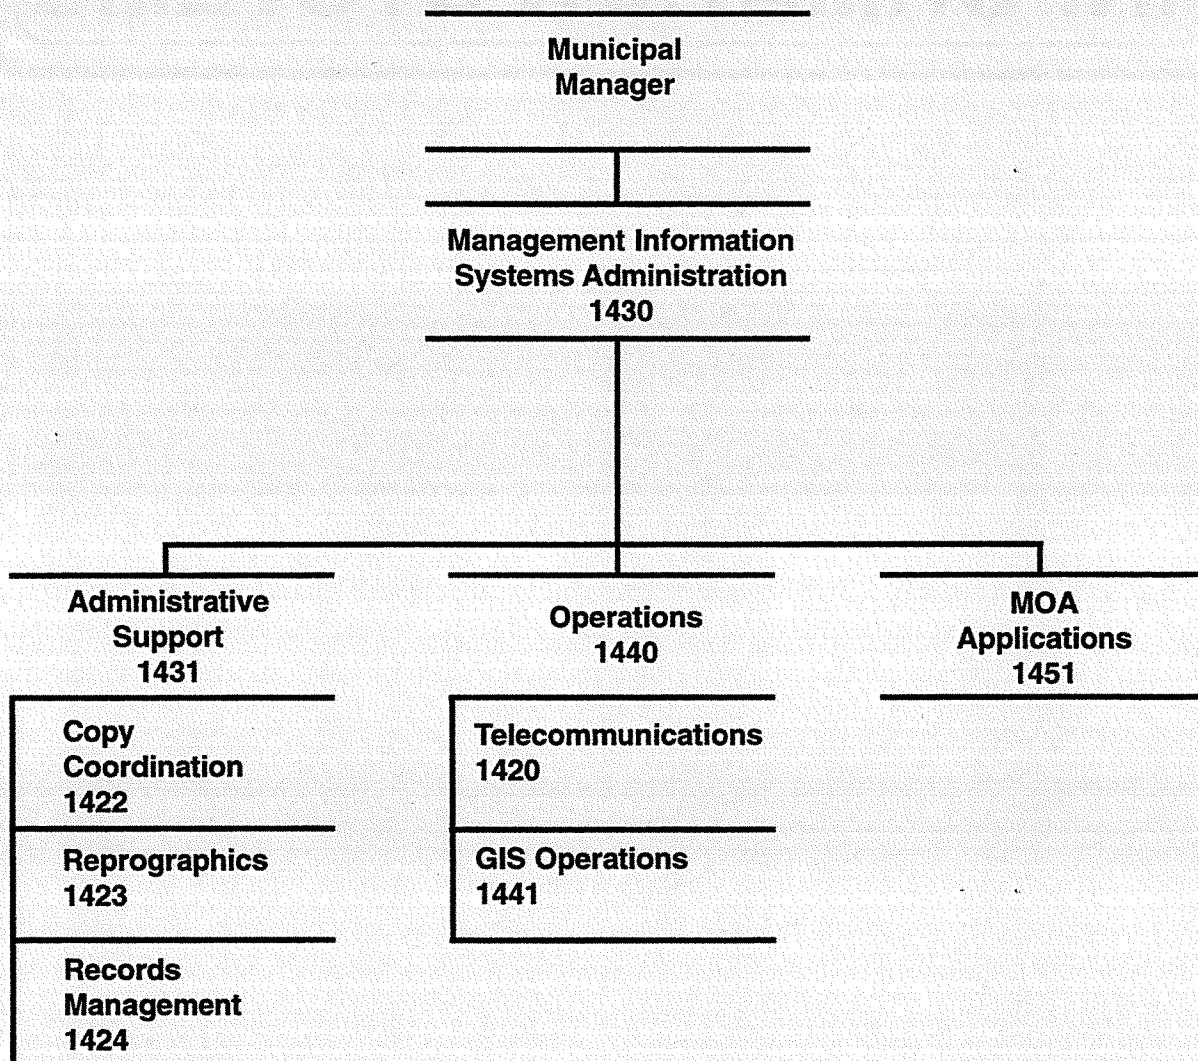 Municipal
Manager
Management Information
Systems Administration
1430
Administrative
Support
1431
Copy
Coordination
1422
Reprographics
1423
Records
Management
1424
Operations
1440
Telecommunications
1420
GIS Operations
1441
MOA
Applications
1451